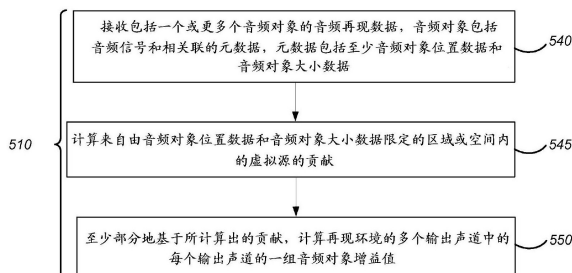 接收包括一个或更多个音频对象的音频再现数据，音频对象包括
音频信号和相关联的元数据，元数据包括至少音频对象位置数据和
音频对象大小数据
540
510
计算来自由音频对象位置数据和音频对象大小数据限定的区域或空间内
的虚拟源的贡献
545
至少部分地基于所计算出的贡献，计算再现环境的多个输出声道中的
每个输出声道的一组音频对象增益值
550